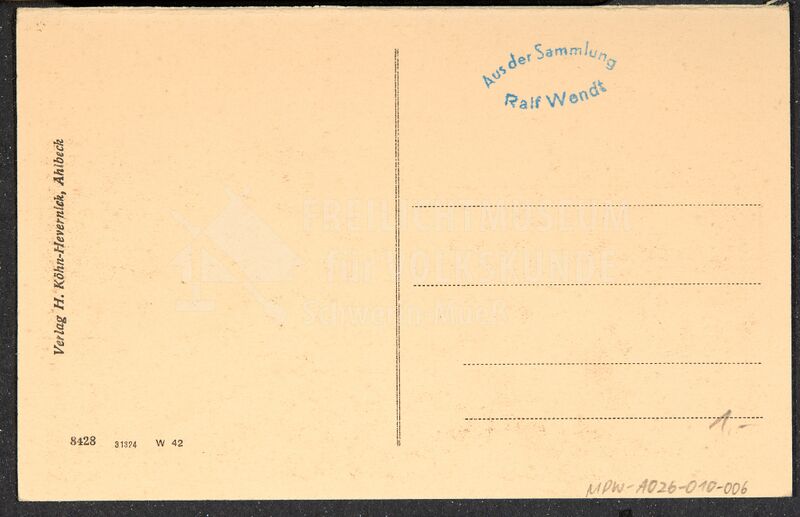 Aus der Sammlung
Ralf Wendt
Verlag H. Köhn-Hevernick, Ahlbeck
FREILICHTMUSEUM
für VOLKSKUNDE
Schwerin-Mueß
1.-
8428 31324 W 42
MPW-A026-010-006